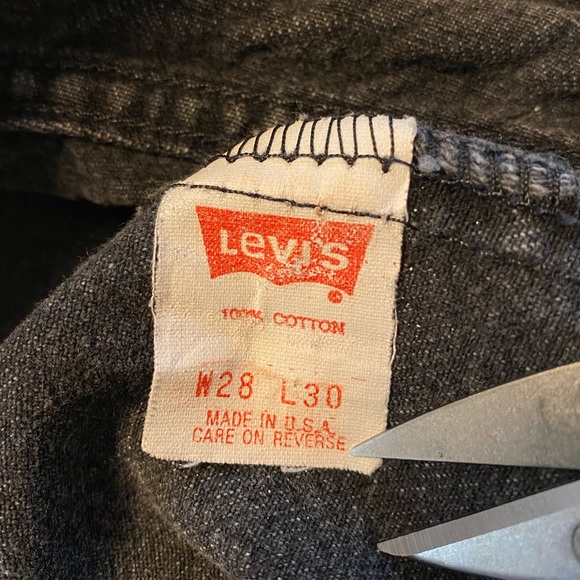 Levi's
®
100% COTTON
W28 L30
MADE IN U.S.A.
CARE ON REVERSE